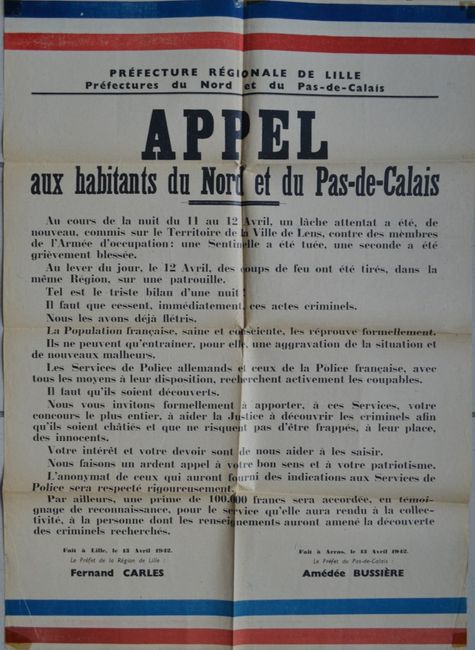 PRÉFECTURE RÉGIONALE DE LILLE
Préfectures du Nord et du Pas-de-Calais
APPEL
aux habitants du Nord et du Pas-de-Calais
Au cours de la nuit du 11 au 12 Avril, un lâche attentat a été, de
nouveau, commis sur le Territoire de la Ville de Lens, contre des membres
de l'Armée d'occupation : une Sentinelle a été tuée, une seconde a été
grièvement blessée.
Au lever du jour, le 12 Avril, des coups de feu ont été tirés, dans la
même Région, sur une patrouille.
Tel est le triste bilan d'une nuit !
Il faut que cessent, immédiatement, ces actes criminels.
Nous les avons déjà flétris.
La Population française, saine et consciente, les réprouve formellement.
Ils ne peuvent qu'entraîner, pour elle, une aggravation de la situation et
de nouveaux malheurs.
Les Services de Police allemands et ceux de la Police française, avec
tous les moyens à leur disposition, recherchent activement les coupables.
Il faut qu'ils soient découverts.
Nous vous invitons formellement à apporter, à ces Services, votre
concours le plus entier, à aider la Justice à découvrir les criminels afin
qu'ils soient châtiés et que ne risquent pas d'être frappés, à leur place,
des innocents.
Votre intérêt et votre devoir sont de nous aider à les saisir.
Nous faisons un ardent appel à votre bon sens et à votre patriotisme.
L'anonymat de ceux qui auront fourni des indications aux Services de
Police sera respecté rigoureusement.
Par ailleurs, une prime de 100.000 francs sera accordée, en témoi-
gnage de reconnaissance, pour le service qu'elle aura rendu à la collec-
tivité, à la personne dont les renseignements auront amené la découverte
des criminels recherchés.
Fait à Lille, le 13 Avril 1942.
Le Préfet de la Région de Lille :
Fernand CARLES
Fait à Arras, le 13 Avril 1942.
Le Préfet du Pas-de-Calais :
Amédée BUSSIÈRE